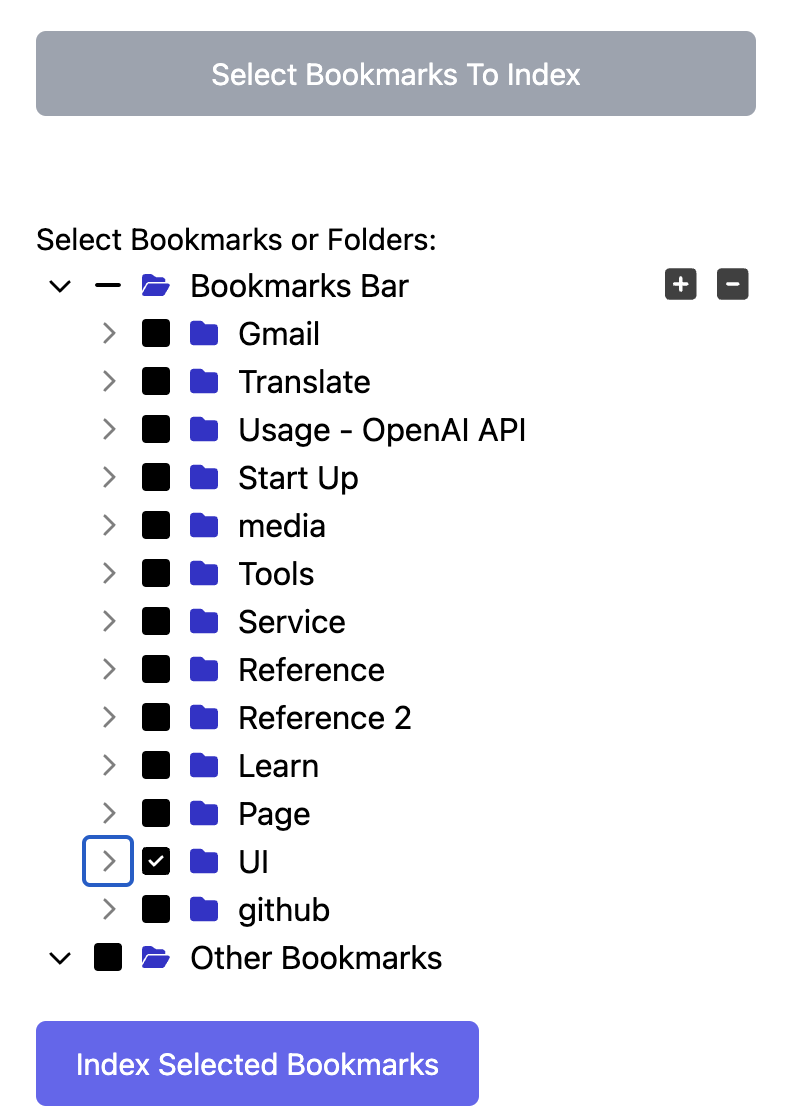 Select Bookmarks To Index
Select Bookmarks or Folders:
Bookmarks Bar
Gmail
Translate
Usage - OpenAI API
Start Up
media
Tools
Service
Reference
Reference 2
Learn
Page
UI
github
Other Bookmarks
Index Selected Bookmarks